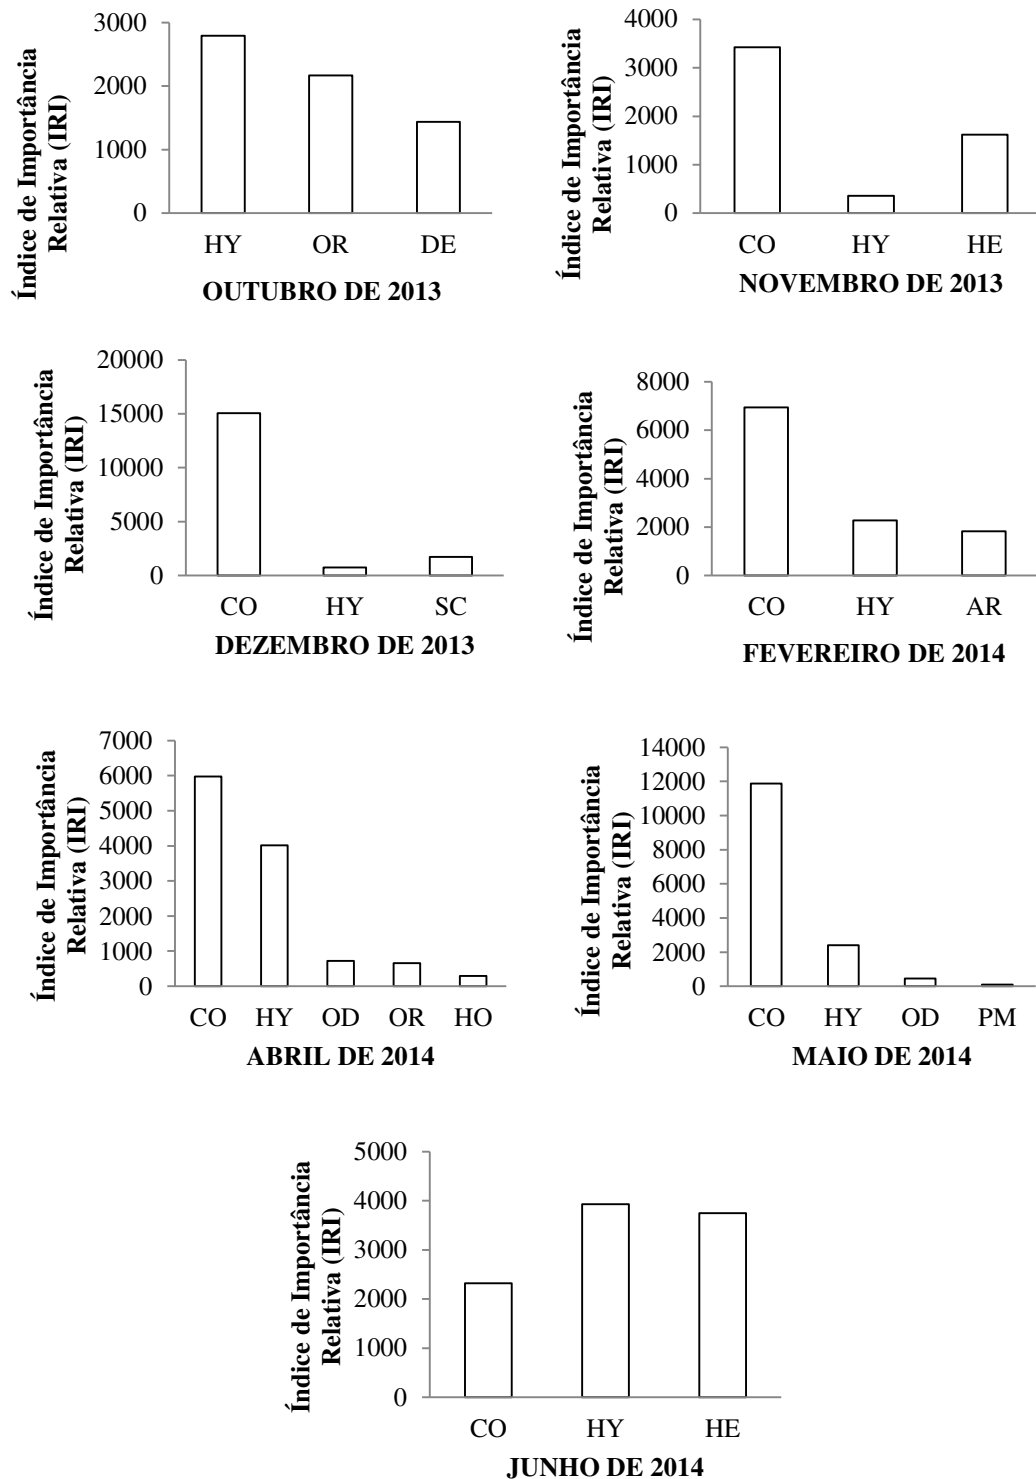 Índice de Importância
Relativa (IRI)
3000
2000
1000
0
HY OR DE
OUTUBRO DE 2013
Índice de Importância
Relativa (IRI)
4000
3000
2000
1000
0
CO HY HE
NOVEMBRO DE 2013
Índice de Importância
Relativa (IRI)
20000
15000
10000
5000
0
CO HY SC
DEZEMBRO DE 2013
Índice de Importância
Relativa (IRI)
8000
6000
4000
2000
0
CO HY AR
FEVEREIRO DE 2014
Índice de Importância
Relativa (IRI)
7000
6000
5000
4000
3000
2000
1000
0
CO HY OD OR HO
ABRIL DE 2014
Índice de Importância
Relativa (IRI)
14000
12000
10000
8000
6000
4000
2000
0
CO HY OD PM
MAIO DE 2014
Índice de Importância
Relativa (IRI)
5000
4000
3000
2000
1000
0
CO HY HE
JUNHO DE 2014